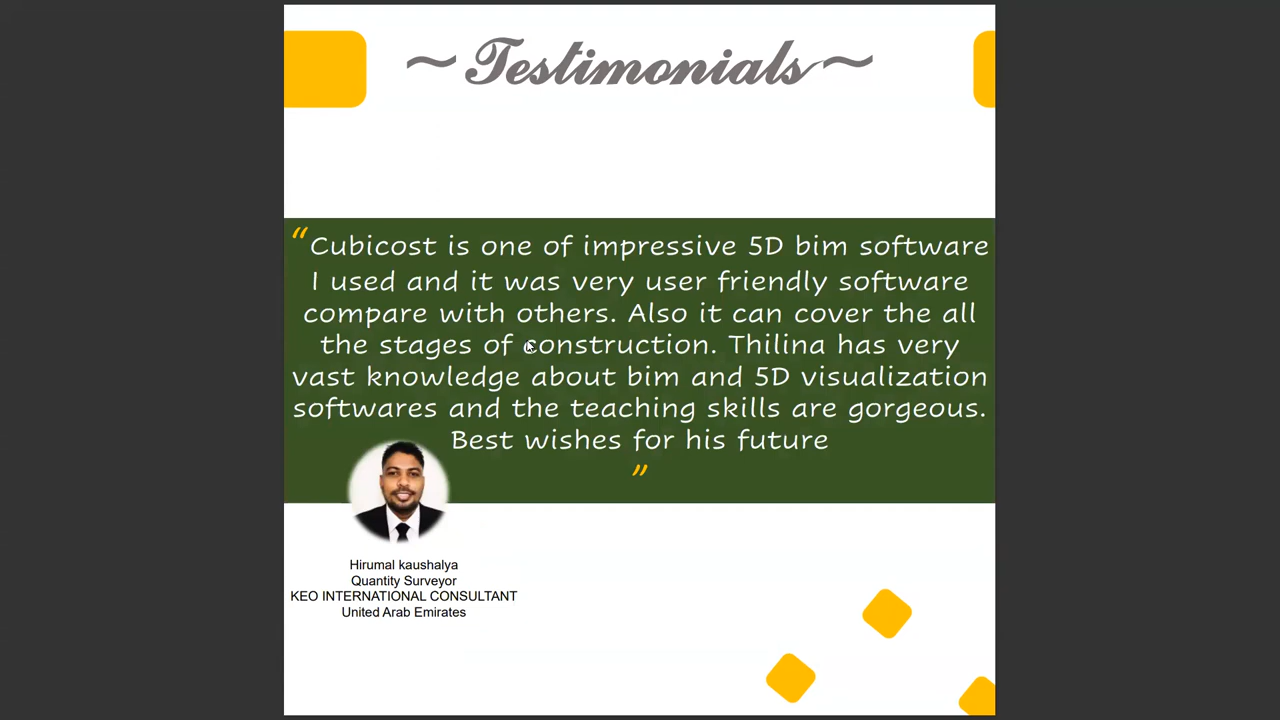 ~Testimonials~
“Cubicost is one of impressive 5D bim software
I used and it was very user friendly software
compare with others. Also it can cover the all
the stages of construction. Thilina has very
vast knowledge about bim and 5D visualization
softwares and the teaching skills are gorgeous.
Best wishes for his future
”
Hirumal kaushalya
Quantity Surveyor
KEO INTERNATIONAL CONSULTANT
United Arab Emirates